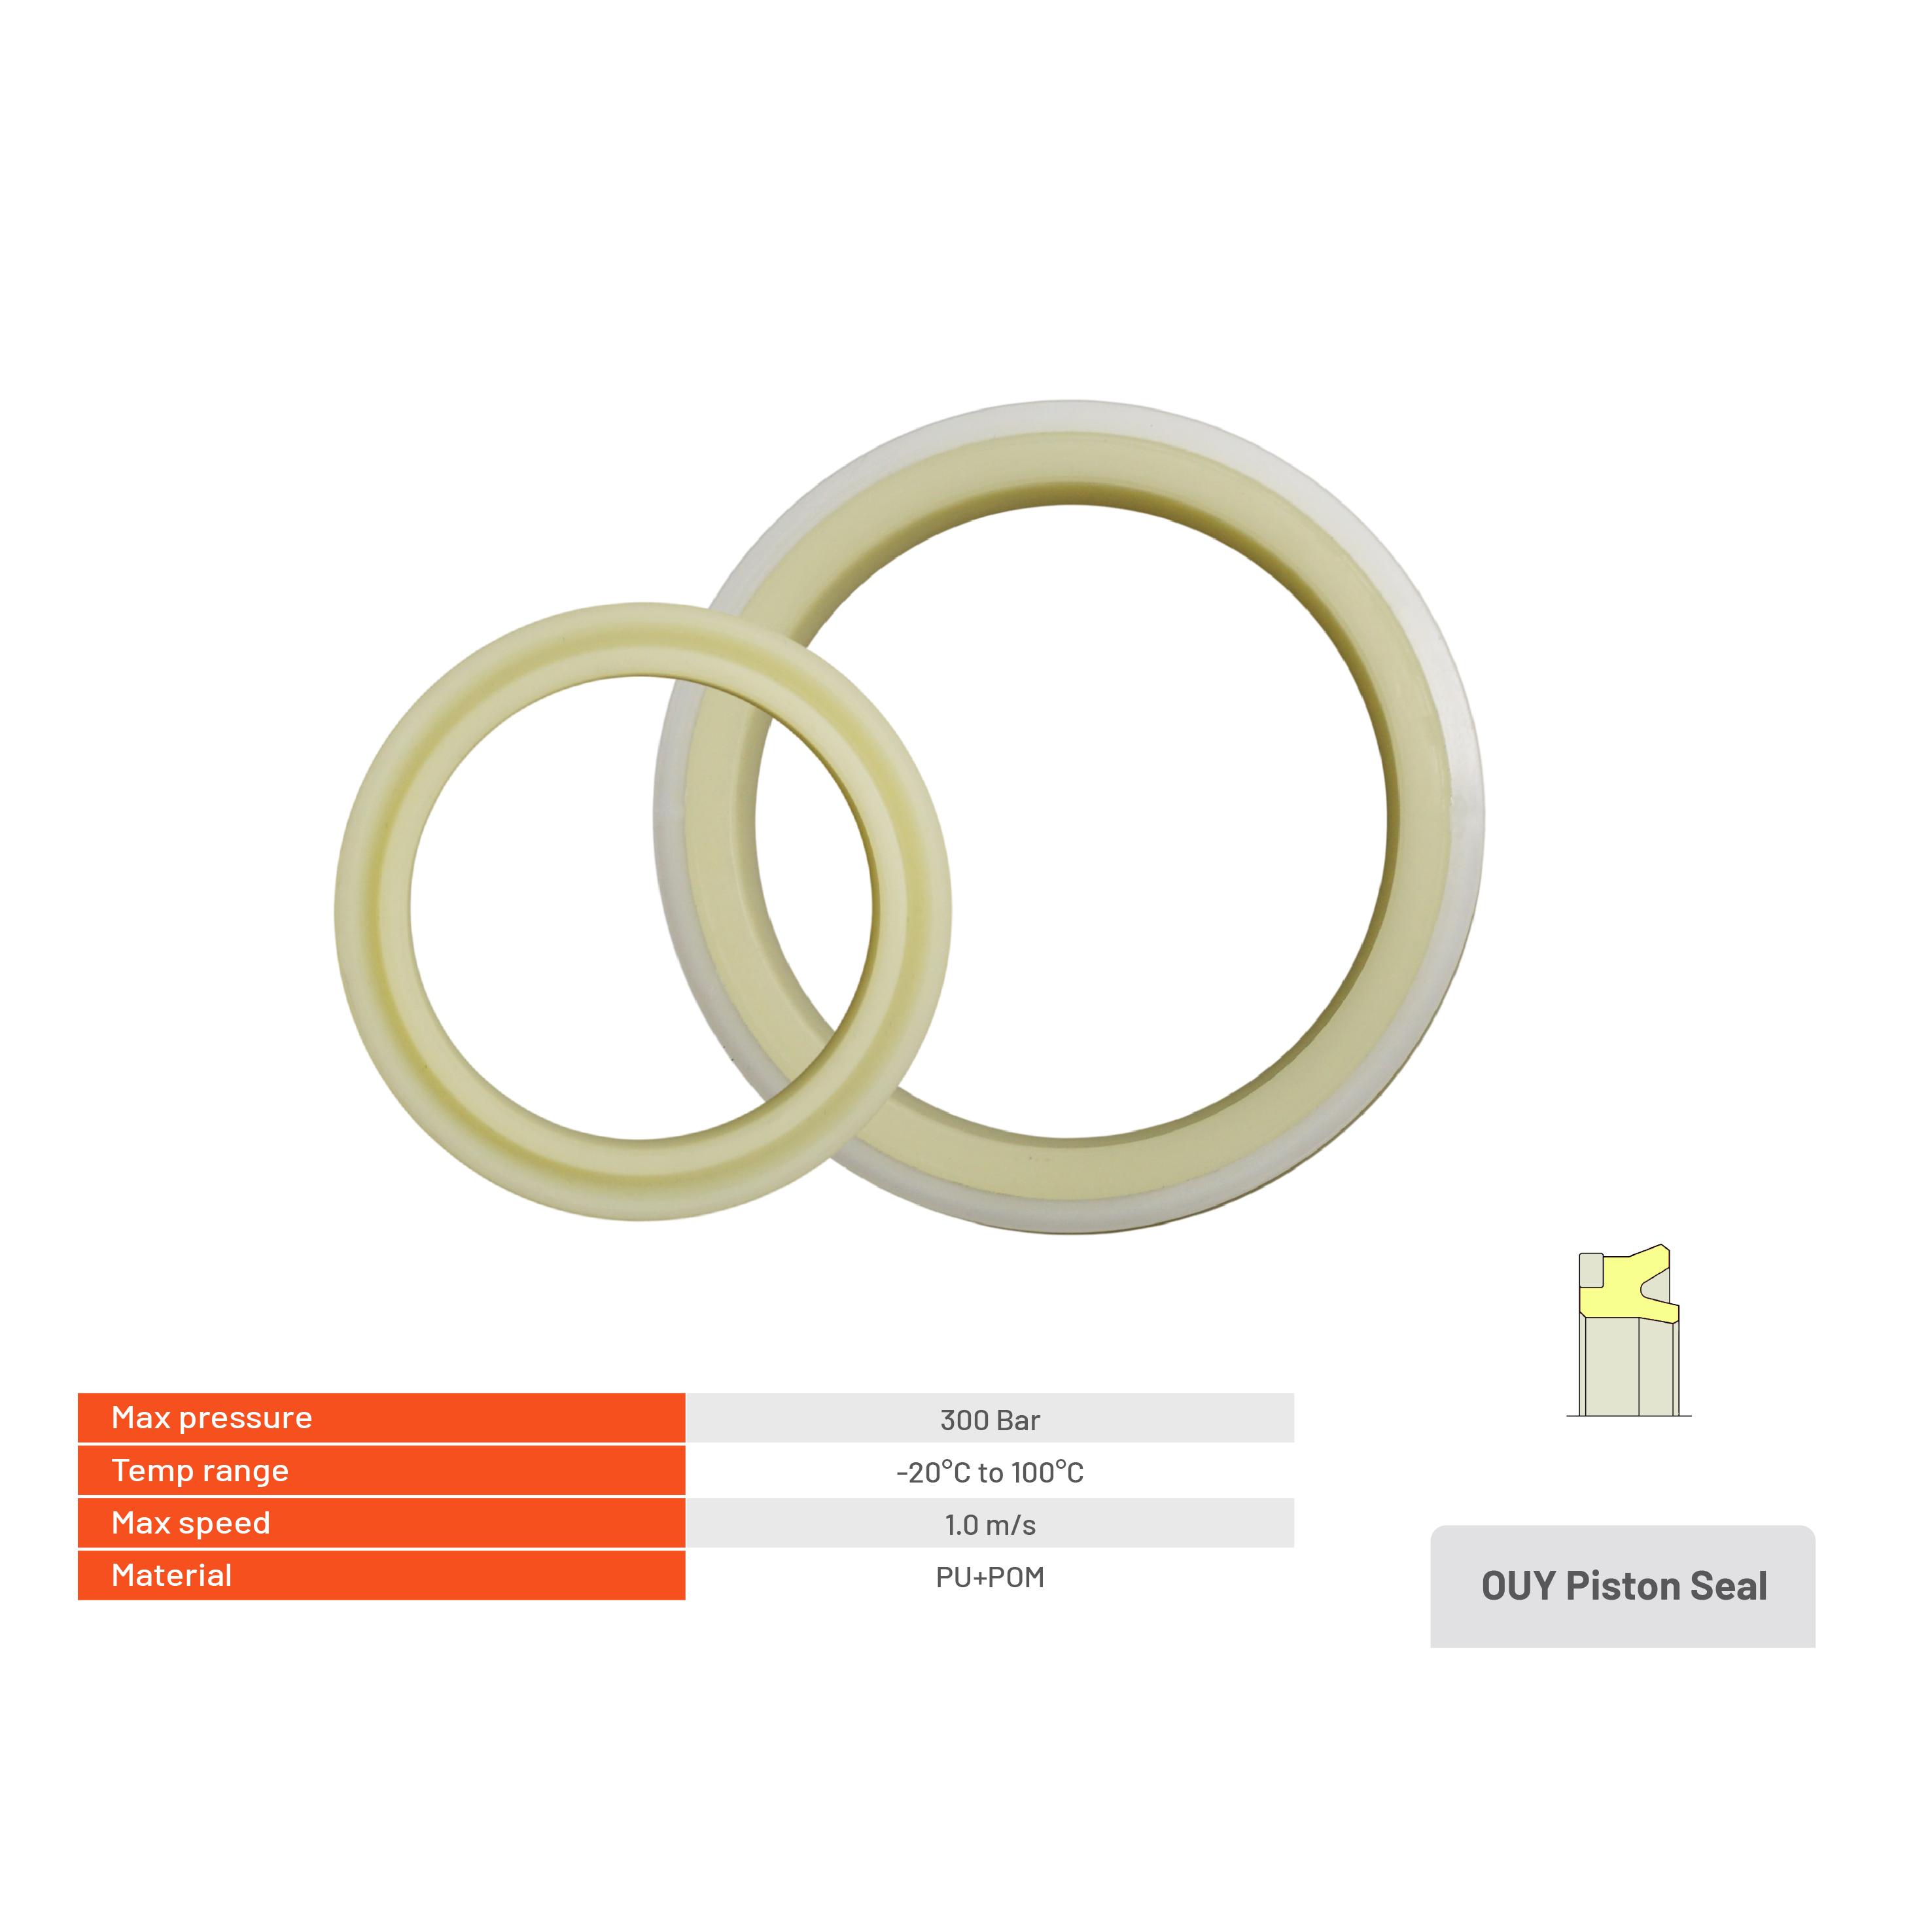 Max pressure 300 Bar
Temp range -20°C to 100°C
Max speed 1.0 m/s
Material PU+POM
OUY Piston Seal